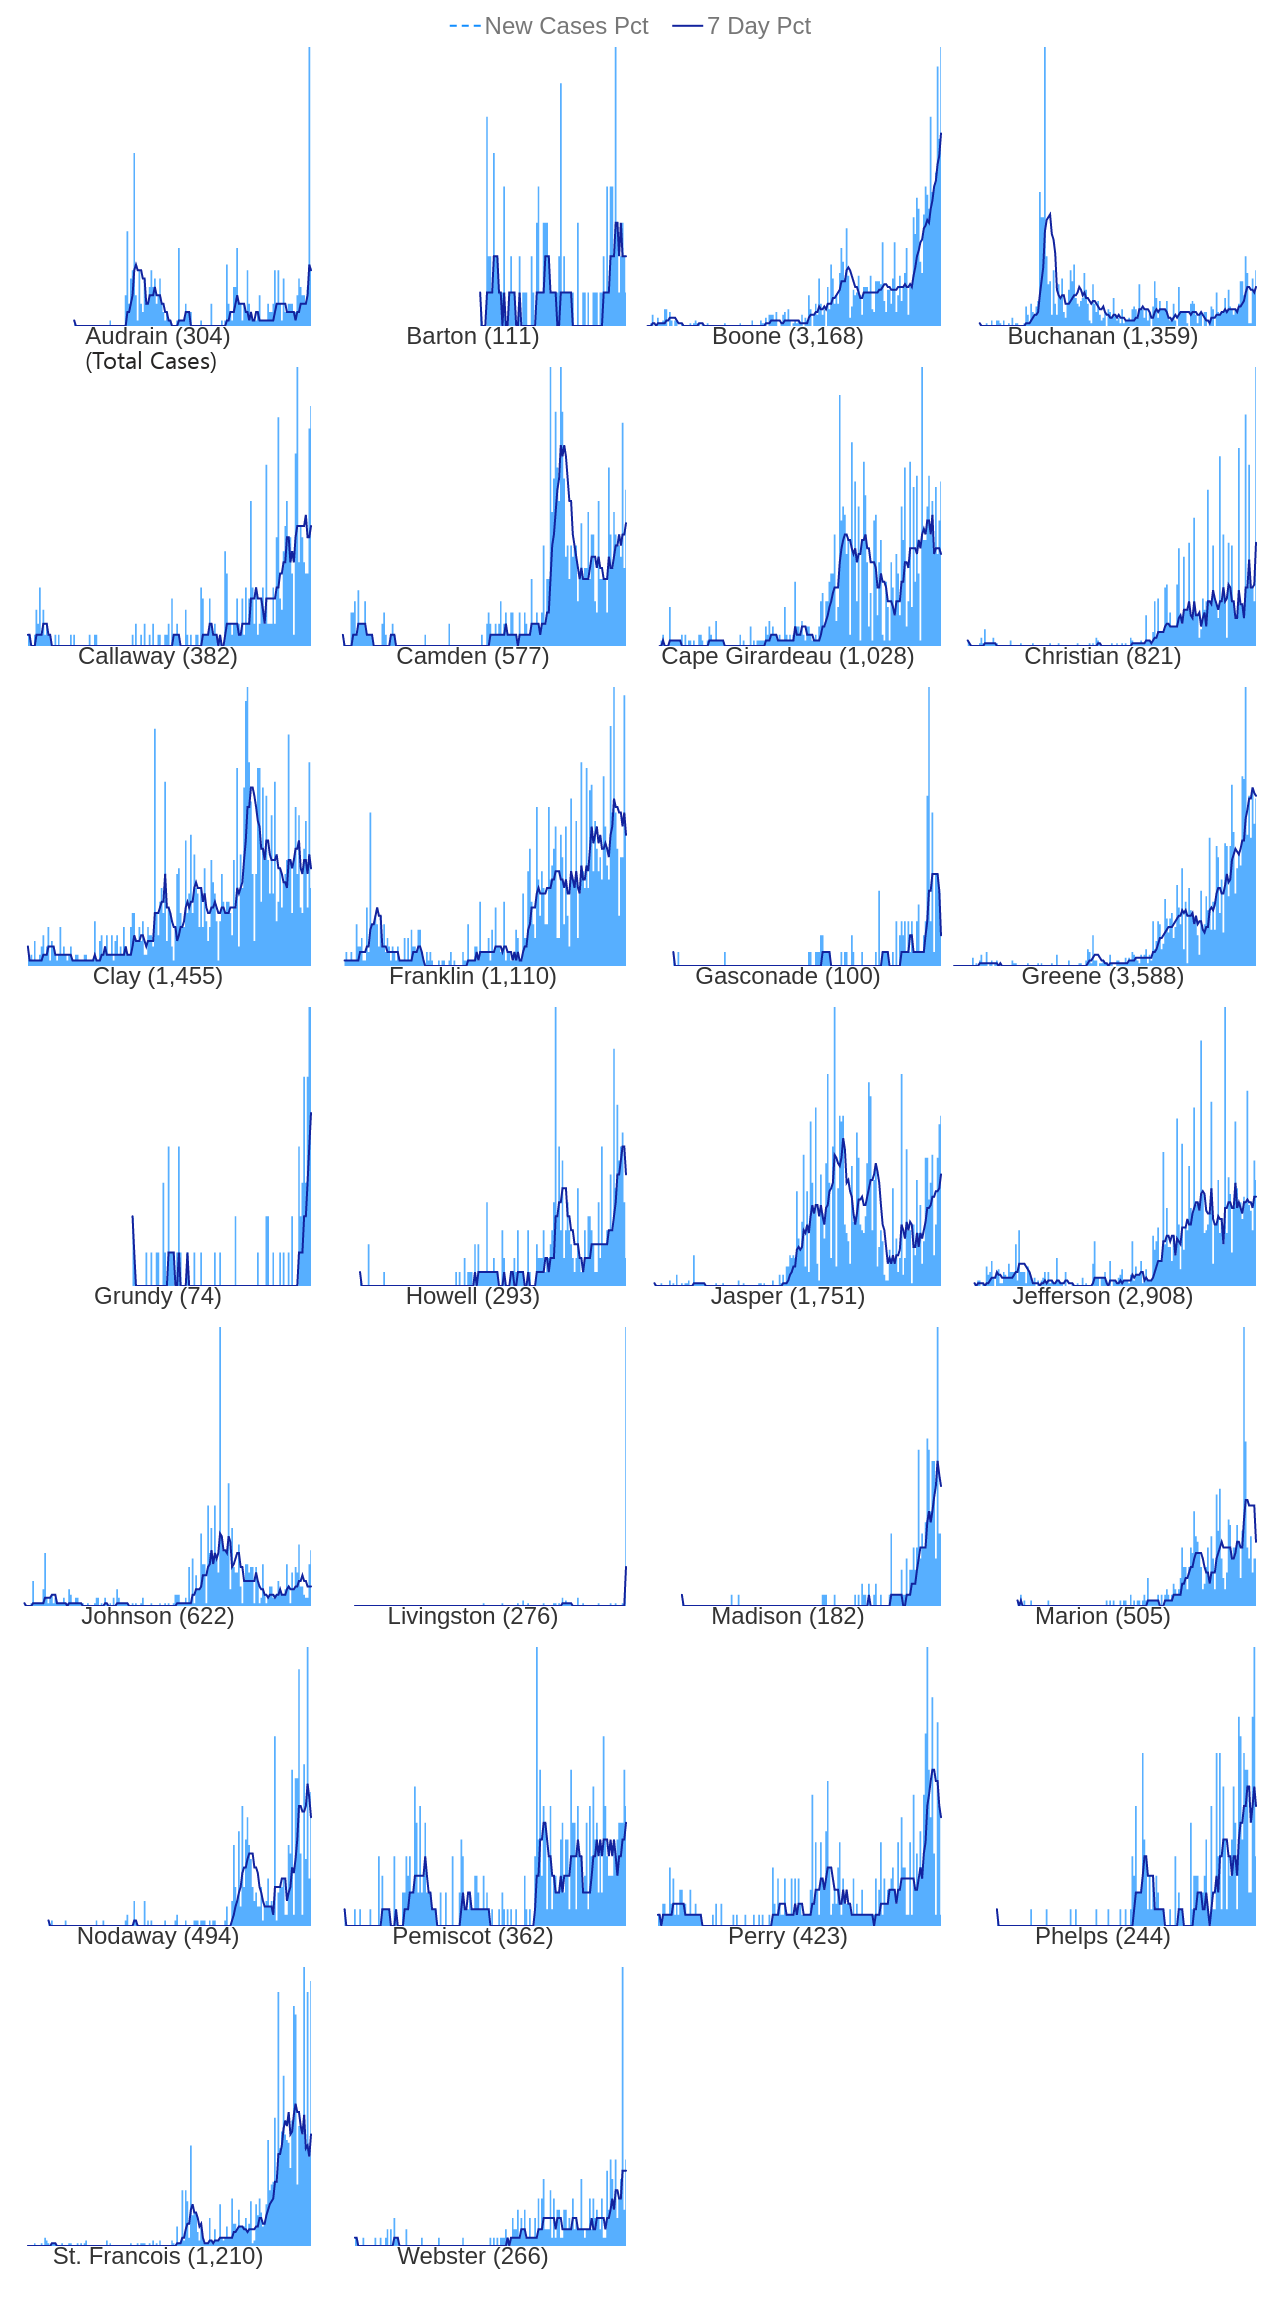 New Cases Pct 7 Day Pct
Audrain (304) Barton (111) Boone (3,168) Buchanan (1,359)
(Total Cases)
Callaway (382) Camden (577) Cape Girardeau (1,028) Christian (821)
Clay (1,455) Franklin (1,110) Gasconade (100) Greene (3,588)
Grundy (74) Howell (293) Jasper (1,751) Jefferson (2,908)
Johnson (622) Livingston (276) Madison (182) Marion (505)
Nodaway (494) Pemiscot (362) Perry (423) Phelps (244)
St. Francois (1,210) Webster (266)